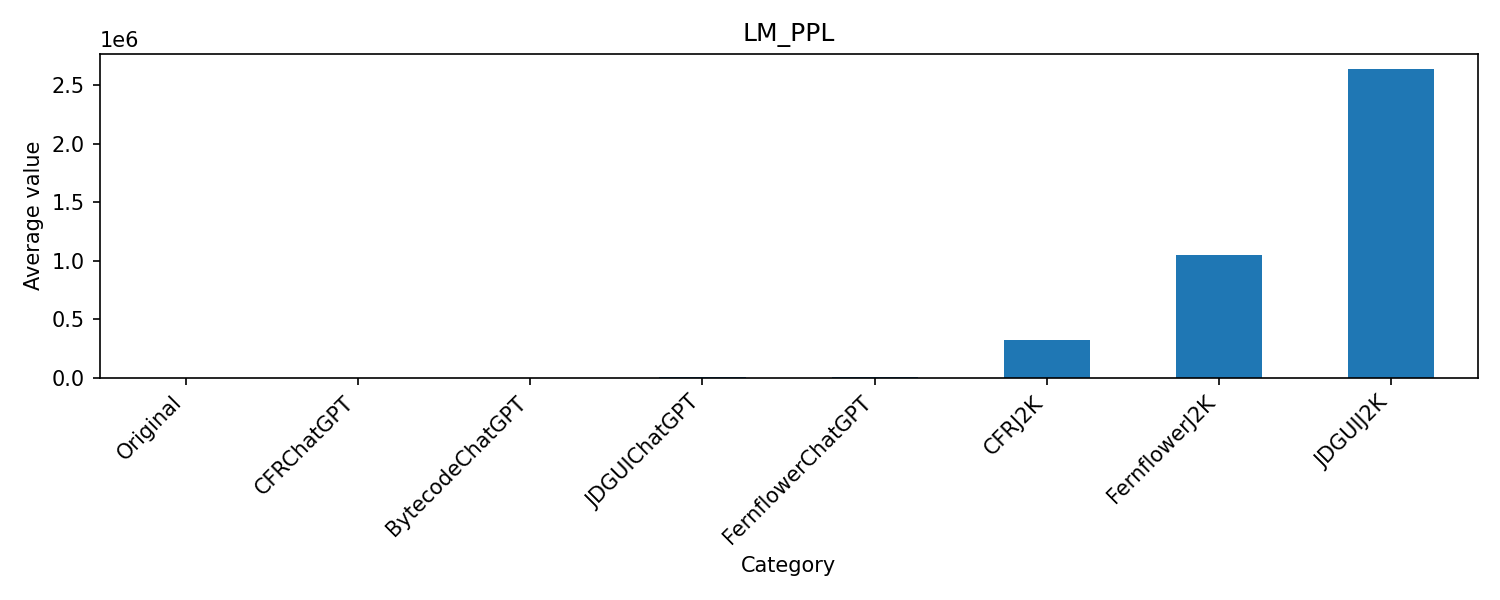 LM_PPL
1e6
2.5
2.0
1.5
1.0
0.5
0.0
Average value
Original
CFRChatGPT
BytecodeChatGPT
JDGUIChatGPT
FernflowerChatGPT
CFRJ2K
FernflowerJ2K
JDGUIJ2K
Category